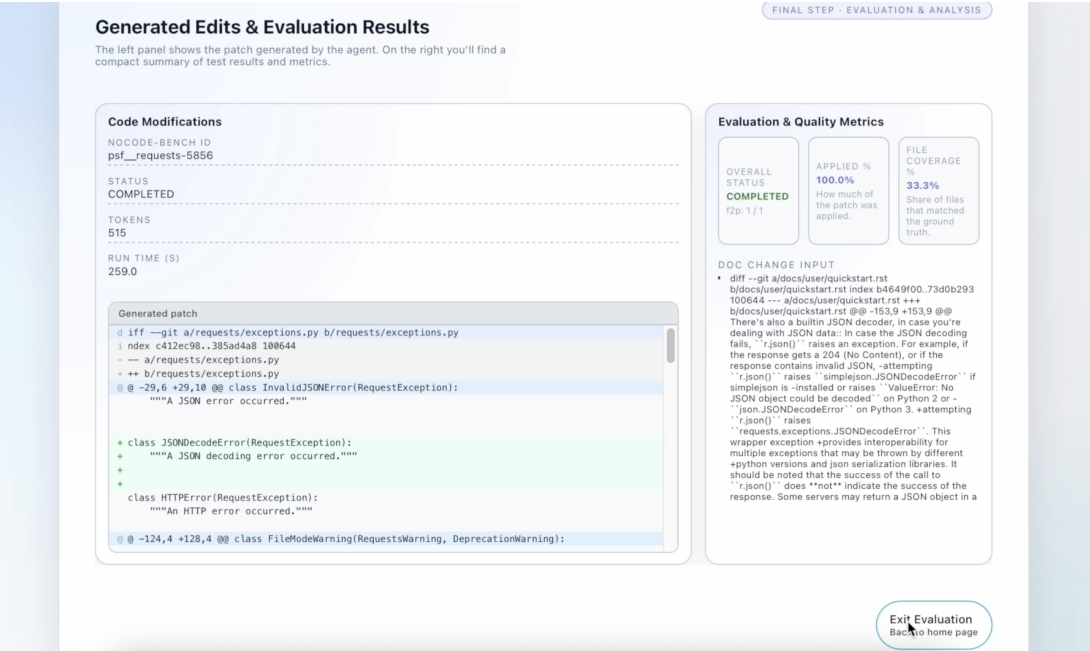 FINAL STEP · EVALUATION & ANALYSIS
Generated Edits & Evaluation Results
The left panel shows the patch generated by the agent. On the right you'll find a
compact summary of test results and metrics.
Code Modifications
NOCODE-BENCH ID
psf__requests-5856
STATUS
COMPLETED
TOKENS
515
RUN TIME (S)
259.0
Generated patch
d iff --git a/requests/exceptions.py b/requests/exceptions.py
i ndex c412ec98..385ad4a8 100644
- -- a/requests/exceptions.py
+ ++ b/requests/exceptions.py
@ @ -29,6 +29,10 @@ class InvalidJSONError(RequestException):
"""A JSON error occurred."""
+ class JSONDecodeError(RequestException):
+ """A JSON decoding error occurred."""
+
+
class HTTPError(RequestException):
"""An HTTP error occurred."""
@ @ -124,4 +128,4 @@ class FileModeWarning(RequestsWarning, DeprecationWarning):
Evaluation & Quality Metrics
OVERALL
STATUS
COMPLETED
f2p: 1 / 1
APPLIED %
100.0%
How much of
the patch was
applied.
FILE
COVERAGE
%
33.3%
Share of files
that matched
the ground
truth.
DOC CHANGE INPUT
• diff --git a/docs/user/quickstart.rst
b/docs/user/quickstart.rst index b4649f00..73d0b293
100644 --- a/docs/user/quickstart.rst +++
b/docs/user/quickstart.rst @@ -153,9 +153,9 @@
There's also a builtin JSON decoder, in case you're
dealing with JSON data:: In case the JSON decoding
fails, ``r.json()`` raises an exception. For example, if
the response gets a 204 (No Content), or if the
response contains invalid JSON, -attempting
``r.json()`` raises ``simplejson.JSONDecodeError`` if
simplejson is -installed or raises ``ValueError: No
JSON object could be decoded`` on Python 2 or -
``json.JSONDecodeError`` on Python 3. +attempting
``r.json()`` raises
``requests.exceptions.JSONDecodeError``. This
wrapper exception +provides interoperability for
multiple exceptions that may be thrown by different
+python versions and json serialization libraries. It
should be noted that the success of the call to
``r.json()`` does **not** indicate the success of the
response. Some servers may return a JSON object in a
Exit Evaluation
Back to home page